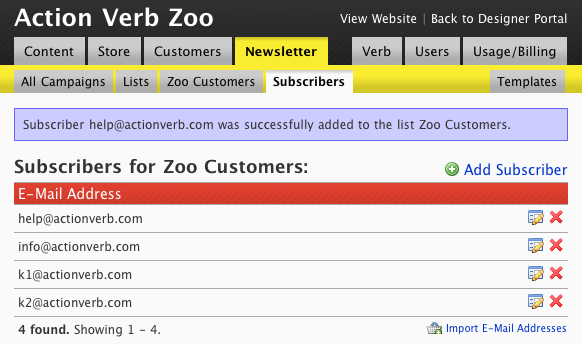 Action Verb Zoo
View Website | Back to Designer Portal
Content Store Customers Newsletter Verb Users Usage/Billing
All Campaigns Lists Zoo Customers Subscribers Templates
Subscriber help@actionverb.com was successfully added to the list Zoo Customers.
Subscribers for Zoo Customers:
Add Subscriber
E-Mail Address
help@actionverb.com
info@actionverb.com
k1@actionverb.com
k2@actionverb.com
4 found. Showing 1 - 4.
Import E-Mail Addresses